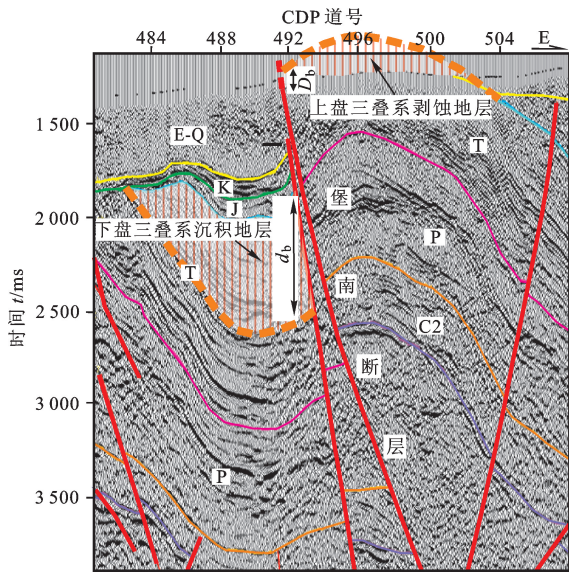 CDP 道号
484 488 492 496 500 504 E
D_b
上盘三叠系剥蚀地层
1 500
E-Q
T
K
J
堡
2 000
下盘三叠系沉积地层
P
T
d_b
南
2 500
C2
时间 t/ms
断
3 000
层
P
3 500